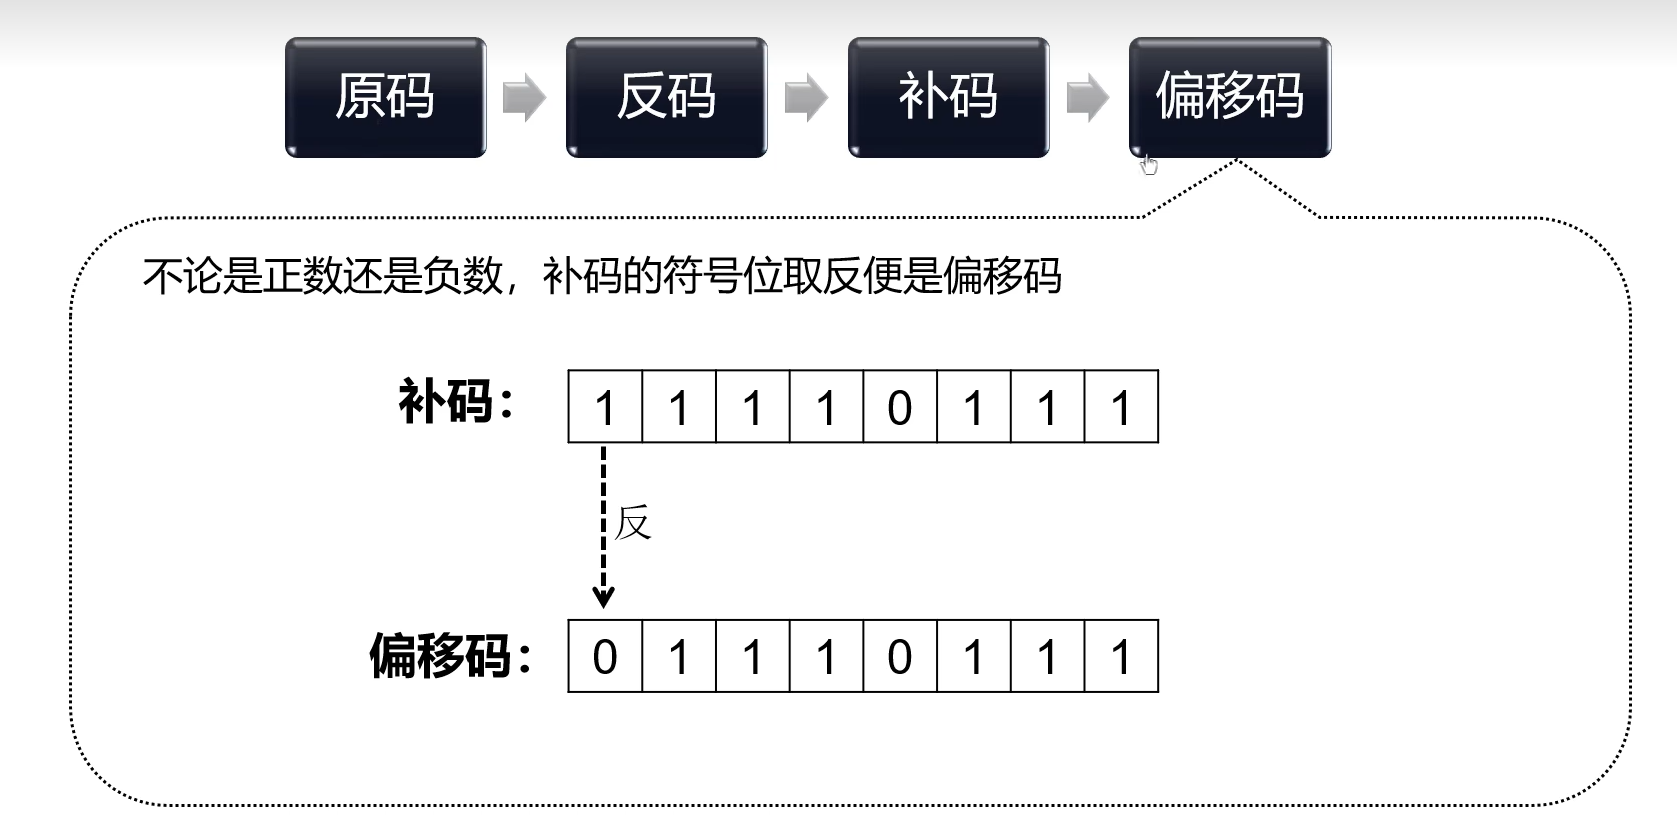 原码 反码 补码 偏移码
不论是正数还是负数，补码的符号位取反便是偏移码
补码： 1 1 1 1 0 1 1 1
反
偏移码： 0 1 1 1 0 1 1 1